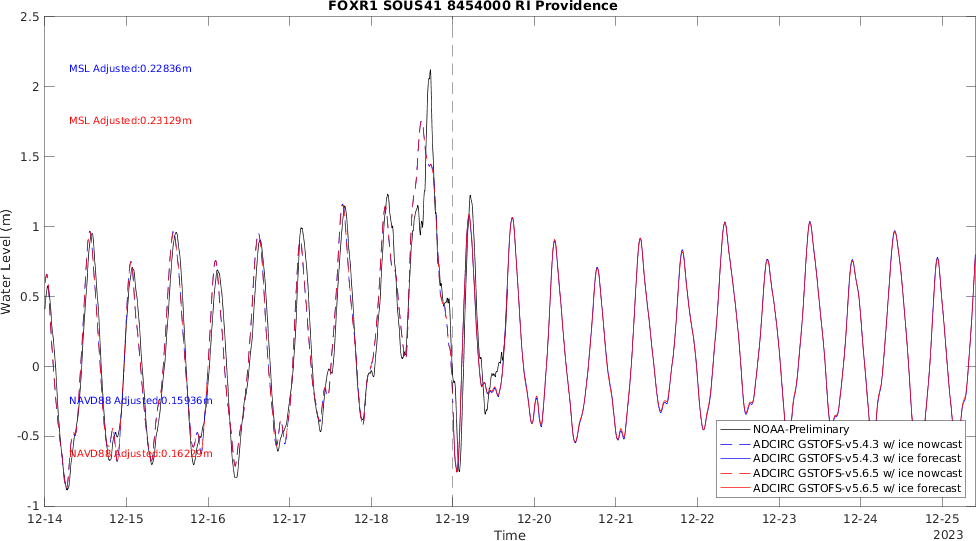 FOXR1 SOUS41 8454000 RI Providence
2.5
2
1.5
1
0.5
0
-0.5
-1
Water Level (m)
MSL Adjusted:0.22836m
MSL Adjusted:0.23129m
NAVD88 Adjusted:0.15936m
NAVD88 Adjusted:0.16229m
NOAA-Preliminary
ADCIRC GSTOFS-v5.4.3 w/ ice nowcast
ADCIRC GSTOFS-v5.4.3 w/ ice forecast
ADCIRC GSTOFS-v5.6.5 w/ ice nowcast
ADCIRC GSTOFS-v5.6.5 w/ ice forecast
12-14 12-15 12-16 12-17 12-18 12-19 12-20 12-21 12-22 12-23 12-24 12-25
Time
2023